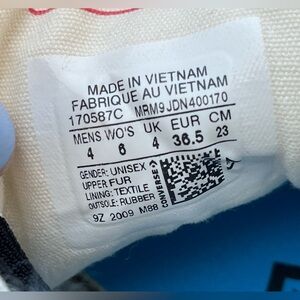 MADE IN VIETNAM
FABRIQUE AU VIETNAM
170587C MRM9JDN400170
MENS WO'S UK EUR CM
4 6 4 36.5 23
GENDER: UNISEX
UPPER FUR
LINING: TEXTILE
OUTSOLE: RUBBER
9Z 2009 M88
CONVERSE